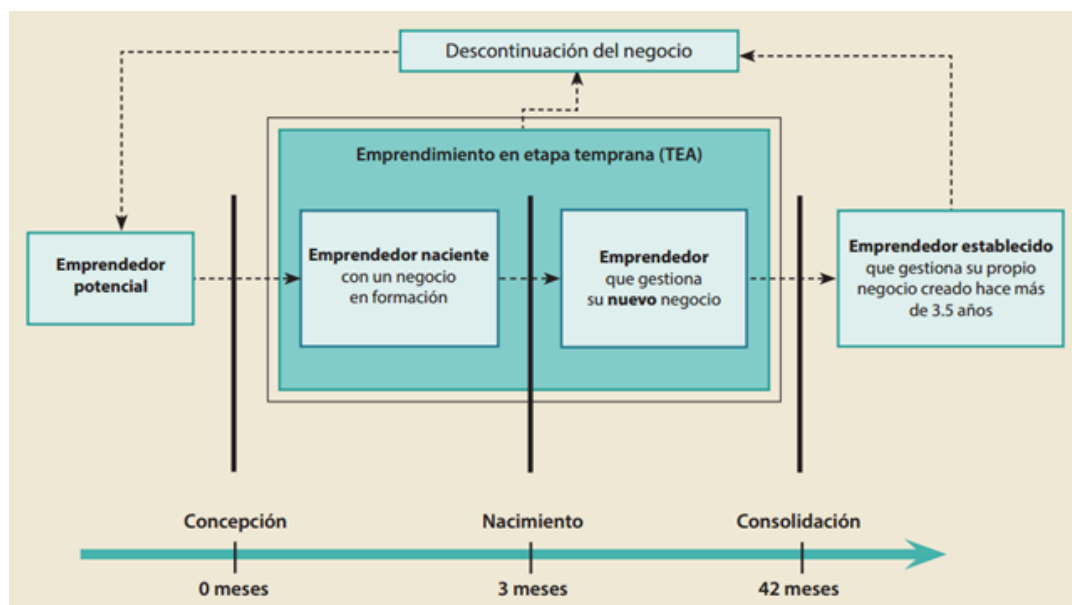 Descontinuación del negocio
Emprendimiento en etapa temprana (TEA)
Emprendedor
potencial
Emprendedor naciente
con un negocio
en formación
Emprendedor
que gestiona
su nuevo negocio
Emprendedor establecido
que gestiona su propio
negocio creado hace más
de 3.5 años
Concepción
Nacimiento
Consolidación
0 meses
3 meses
42 meses